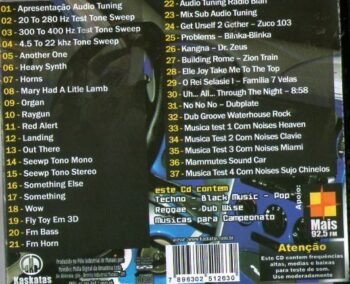 01 - Apresentação Audio Tuning
02 - 20 To 280 Hz Test Tone Sweep
03 - 300 To 400 Hz Test Tone Sweep
04 - 4.5 To 22 khz Tone Sweep
05 - Another One
06 - Heavy Synth
07 - Horns
08 - Mary Had A Litle Lamb
09 - Organ
10 - Raygun
11 - Red Alert
12 - Landing
13 - Out There
14 - Seewp Tono Mono
15 - Seewp Tono Stereo
16 - Something Else
17 - Something
18 - Wow
19 - Fly Toy Em 3D
20 - Fm Bass
21 - Fm Horn
22 - Audio Tuning Radio Blah
23 - Mix Sub Audio Tuning
24 - Get Urself 2 Gether – Zuco 103
25 - Problems – Bilnka-Blinka
26 - Kangna – Dr. Zeus
27 - Building Rome – Zion Train
28 - Elle Joy Take Me To The Top
29 - O Rei Selasie I – Familia 7 Velas
30 - Uh... All... Through The Night – 8:58
31 - No No No – Dubplate
32 - Dub Groove Waterhouse Rock
33 - Musica test 1 Com Noises Heaven
34 - Musica Test 2 Com Noises Clavie
35 - Musica Test 3 Com Noises Miami
36 - Mammutes Sound Car
37 - Musica Test 4 Com Noises Sujo Chinelos
este Cd contem
Techno - Black Music - Pop
Reggae - Dub Wise
Musicas para Campeonato
Apoio:
Mais
92.5 FM
Kaskatas
www.kaskatas.com.br
7 896302 512630
Atenção
Este CD contem frequências
altas, medias e baixas
para teste de som.
Use moderadamente